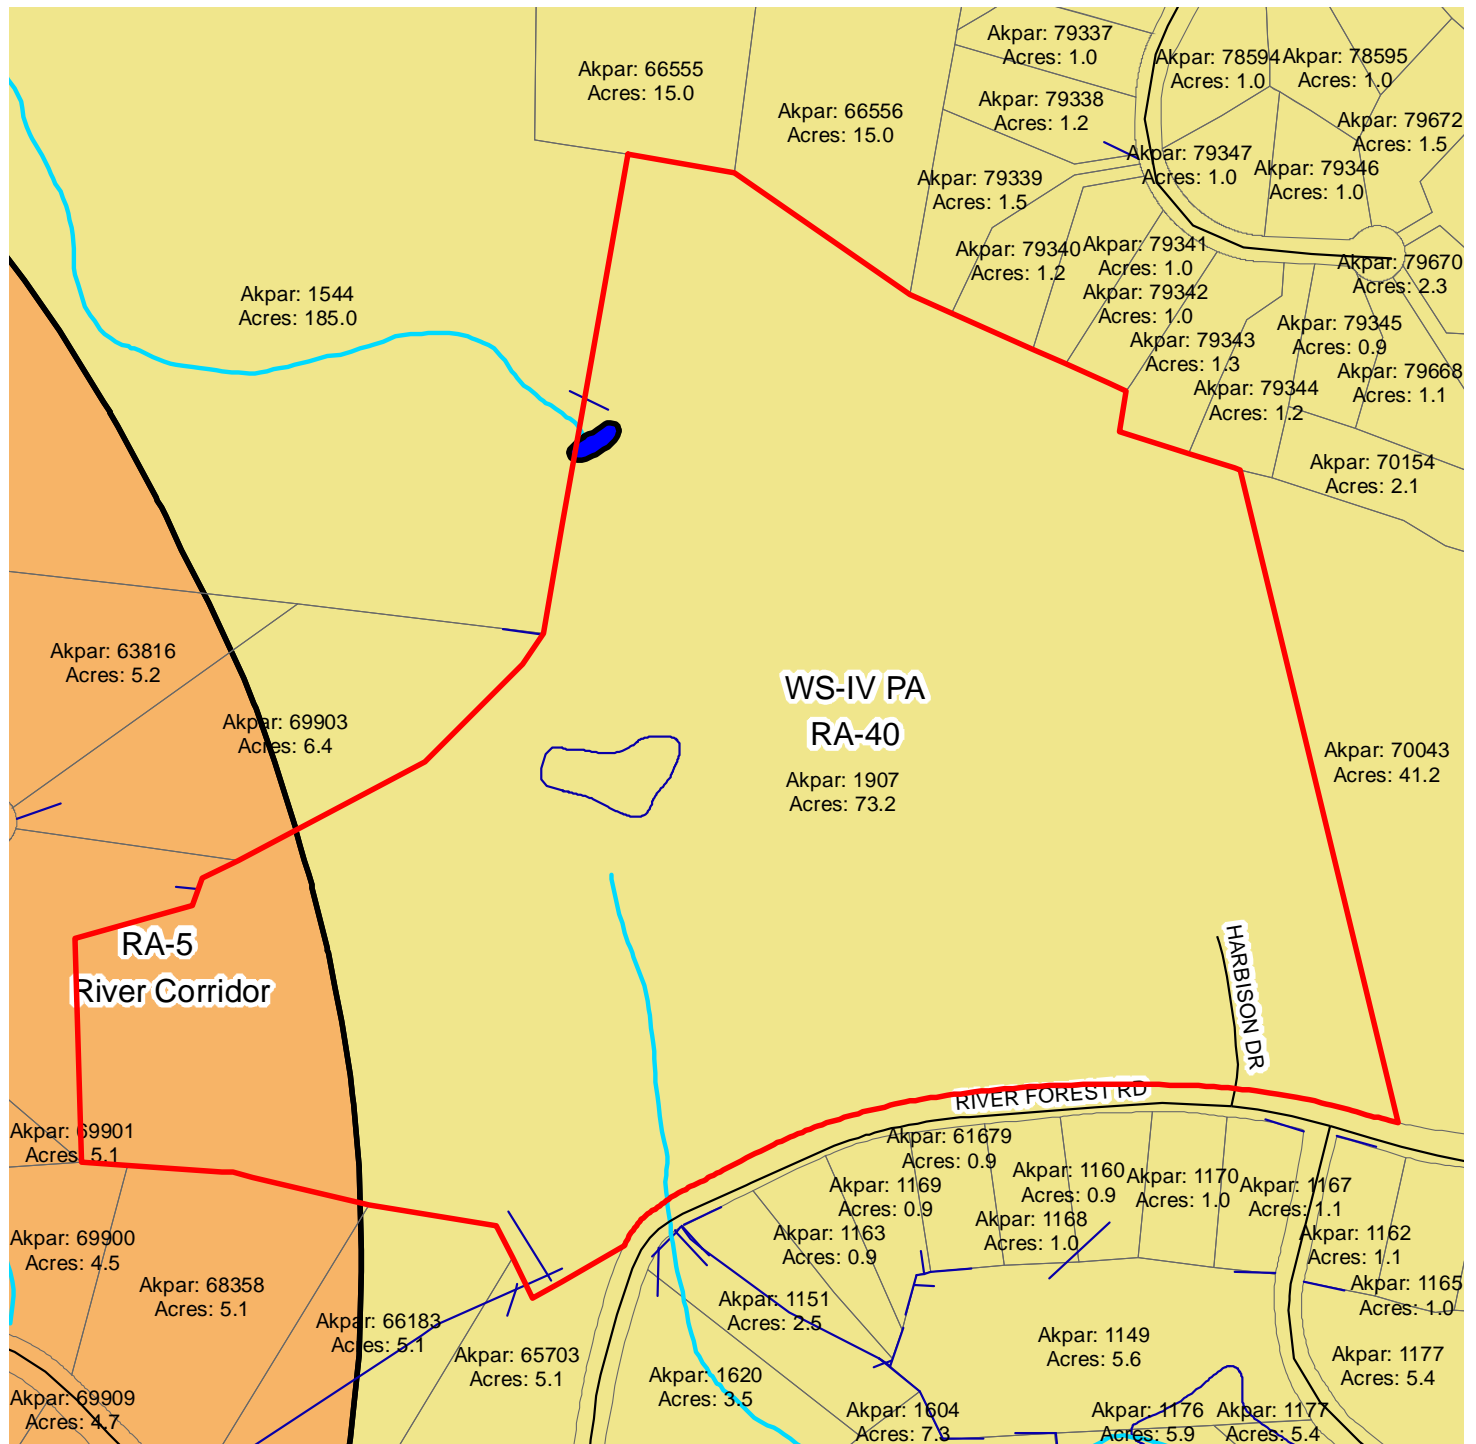 Akpar: 79337
Acres: 1.0
Akpar: 78594
Acres: 1.0
Akpar: 78595
Acres: 1.0
Akpar: 66555
Acres: 15.0
Akpar: 66556
Acres: 15.0
Akpar: 79338
Acres: 1.2
Akpar: 79672
Acres: 1.5
Akpar: 79347
Acres: 1.0
Akpar: 79346
Acres: 1.0
Akpar: 79339
Acres: 1.5
Akpar: 79340
Acres: 1.2
Akpar: 79341
Acres: 1.0
Akpar: 79670
Acres: 2.3
Akpar: 79342
Acres: 1.0
Akpar: 1544
Acres: 185.0
Akpar: 79345
Acres: 0.9
Akpar: 79343
Acres: 1.3
Akpar: 79668
Acres: 1.1
Akpar: 79344
Acres: 1.2
Akpar: 70154
Acres: 2.1
Akpar: 63816
Acres: 5.2
Akpar: 69903
Acres: 6.4
WS-IV PA
RA-40
Akpar: 1907
Acres: 73.2
Akpar: 70043
Acres: 41.2
RA-5
River Corridor
HARBISON DR
RIVER FOREST RD
Akpar: 69901
Acres: 5.1
Akpar: 61679
Acres: 0.9
Akpar: 1160
Acres: 0.9
Akpar: 1170
Acres: 1.0
Akpar: 1169
Acres: 0.9
Akpar: 1167
Acres: 1.1
Akpar: 1168
Acres: 1.0
Akpar: 1163
Acres: 0.9
Akpar: 1162
Acres: 1.1
Akpar: 69900
Acres: 4.5
Akpar: 68358
Acres: 5.1
Akpar: 1165
Acres: 1.0
Akpar: 1151
Acres: 2.5
Akpar: 66183
Acres: 5.1
Akpar: 1149
Acres: 5.6
Akpar: 65703
Acres: 5.1
Akpar: 1177
Acres: 5.4
Akpar: 1620
Acres: 3.5
Akpar: 69909
Acres: 4.7
Akpar: 1604
Acres: 7.3
Akpar: 1176
Acres: 5.9
Akpar: 1177
Acres: 5.4